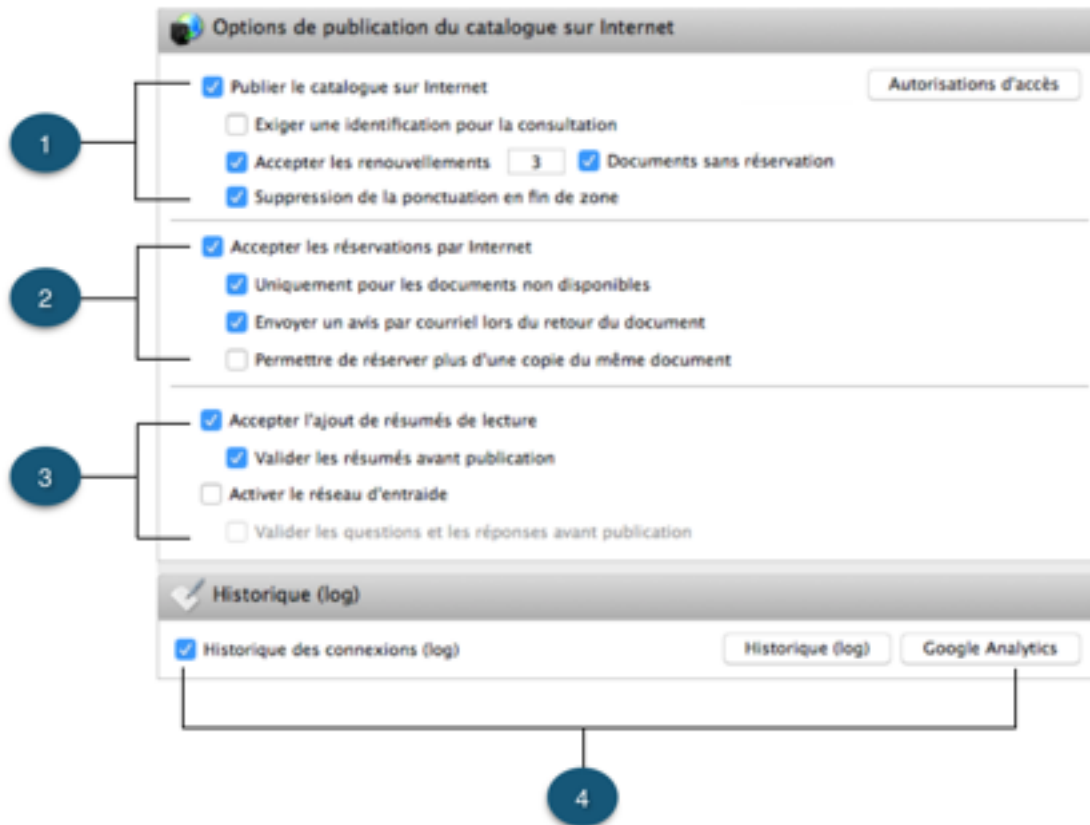 Options de publication du catalogue sur Internet
Publier le catalogue sur Internet Autorisations d'accès
Exiger une identification pour la consultation
1
Accepter les renouvellements 3 Documents sans réservation
Suppression de la ponctuation en fin de zone
Accepter les réservations par Internet
Uniquement pour les documents non disponibles
2
Envoyer un avis par courriel lors du retour du document
Permettre de réserver plus d'une copie du même document
Accepter l'ajout de résumés de lecture
Valider les résumés avant publication
3
Activer le réseau d'entraide
Valider les questions et les réponses avant publication
Historique (log)
Historique des connexions (log) Historique (log) Google Analytics
4